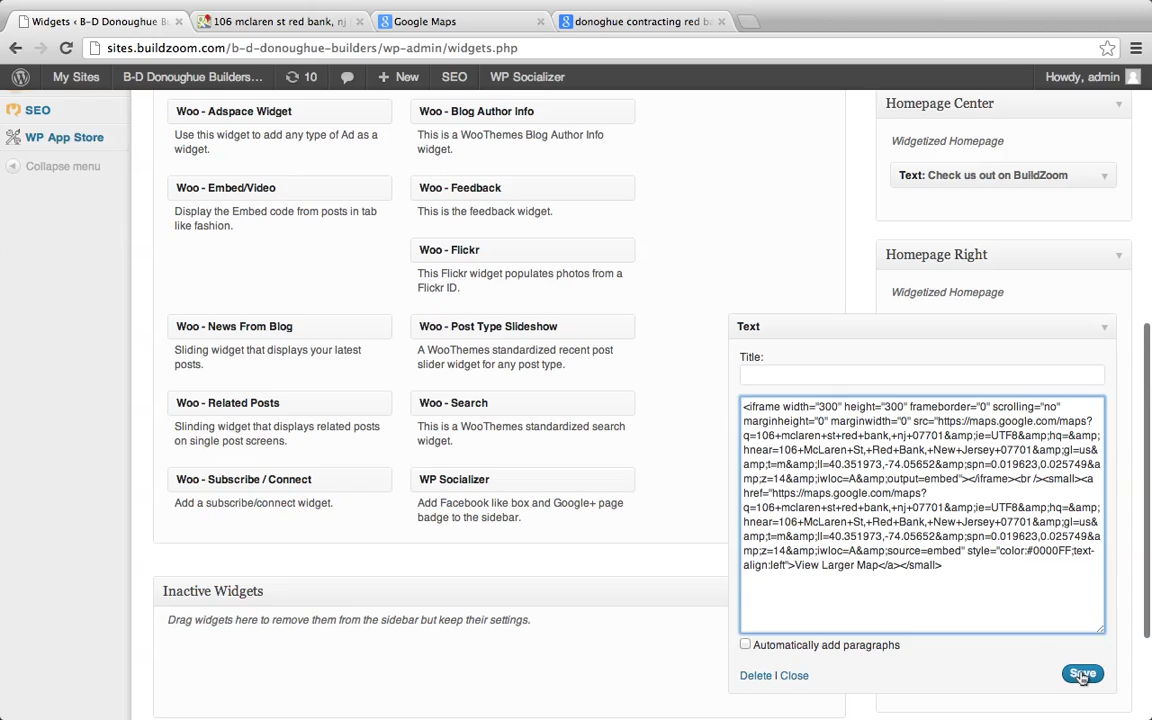 Widgets ‹ B-D Donoughue B
106 mclaren st red bank, nj
Google Maps
donoghue contracting red b
sites.buildzoom.com/b-d-donoughue-builders/wp-admin/widgets.php
My Sites
B-D Donoughue Builders...
10
New
SEO
WP Socializer
Howdy, admin
SEO
WP App Store
Collapse menu
Woo - Adspace Widget
Use this widget to add any type of Ad as a
widget.
Woo - Blog Author Info
This is a WooThemes Blog Author Info
widget.
Woo - Embed/Video
Display the Embed code from posts in tab
like fashion.
Woo - Feedback
This is the feedback widget.
Woo - Flickr
This Flickr widget populates photos from a
Flickr ID.
Woo - News From Blog
Sliding widget that displays your latest
posts.
Woo - Post Type Slideshow
A WooThemes standardized recent post
slider widget for any post type.
Woo - Related Posts
Slinding widget that displays related posts
on single post screens.
Woo - Search
This is a WooThemes standardized search
widget.
Woo - Subscribe / Connect
Add a subscribe/connect widget.
WP Socializer
Add Facebook like box and Google+ page
badge to the sidebar.
Inactive Widgets
Drag widgets here to remove them from the sidebar but keep their settings.
Homepage Center
Widgetized Homepage
Text: Check us out on BuildZoom
Homepage Right
Widgetized Homepage
Text
Title:
<iframe width="300" height="300" frameborder="0" scrolling="no"
marginheight="0" marginwidth="0" src="https://maps.google.com/maps?
q=106+mclaren+st+red+bank,+nj+07701&amp;ie=UTF8&amp;hq=&amp;
hnear=106+McLaren+St,+Red+Bank,+New+Jersey+07701&amp;gl=us&
amp;t=m&amp;ll=40.351973,-74.05652&amp;spn=0.019623,0.025749&a
mp;z=14&amp;iwloc=A&amp;output=embed"></iframe><br /><small><a
href="https://maps.google.com/maps?
q=106+mclaren+st+red+bank,+nj+07701&amp;ie=UTF8&amp;hq=&amp;
hnear=106+McLaren+St,+Red+Bank,+New+Jersey+07701&amp;gl=us&
amp;t=m&amp;ll=40.351973,-74.05652&amp;spn=0.019623,0.025749&a
mp;z=14&amp;iwloc=A&amp;source=embed" style="color:#0000FF;text-
align:left">View Larger Map</a></small>
Automatically add paragraphs
Delete | Close
Save